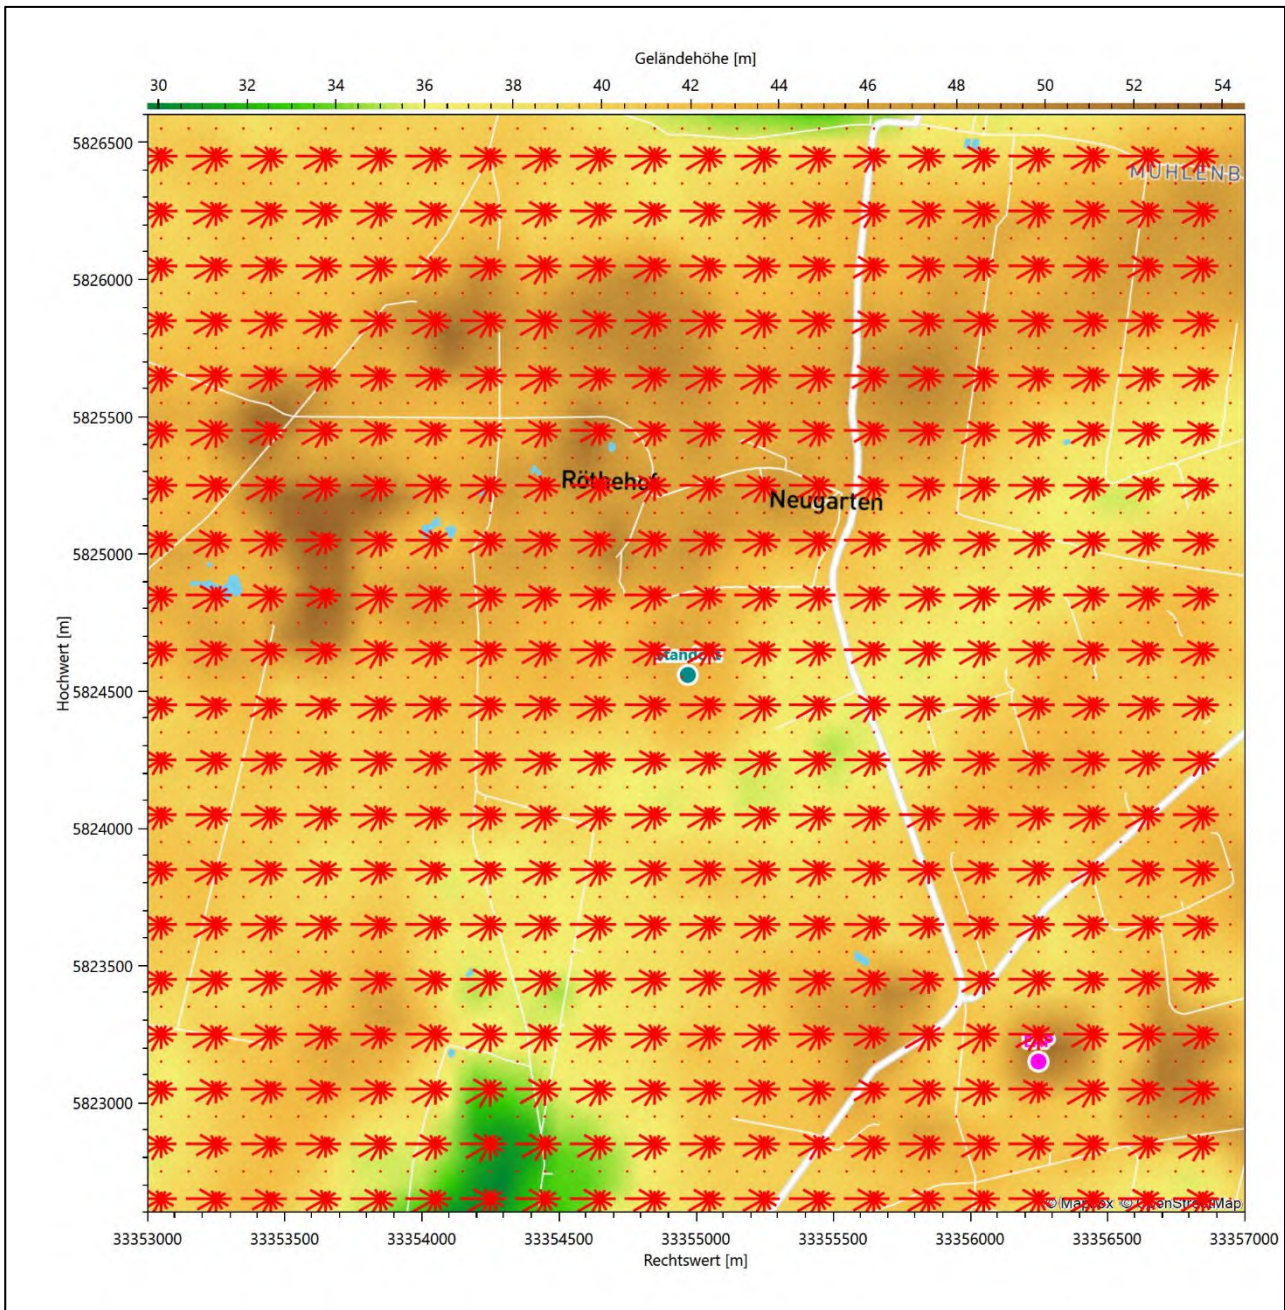 Geländehöhe [m]
30 32 34 36 38 40 42 44 46 48 50 52 54
5826500
MÜHLENB
5826000
5825500
Röthehof
Neugarten
5825000
Standort
5824500
Hochwert [m]
5824000
5823500
5823000
© Mapbox © OpenStreetMap
33353000 33353500 33354000 33354500 33355000 33355500 33356000 33356500 33357000
Rechtswert [m]